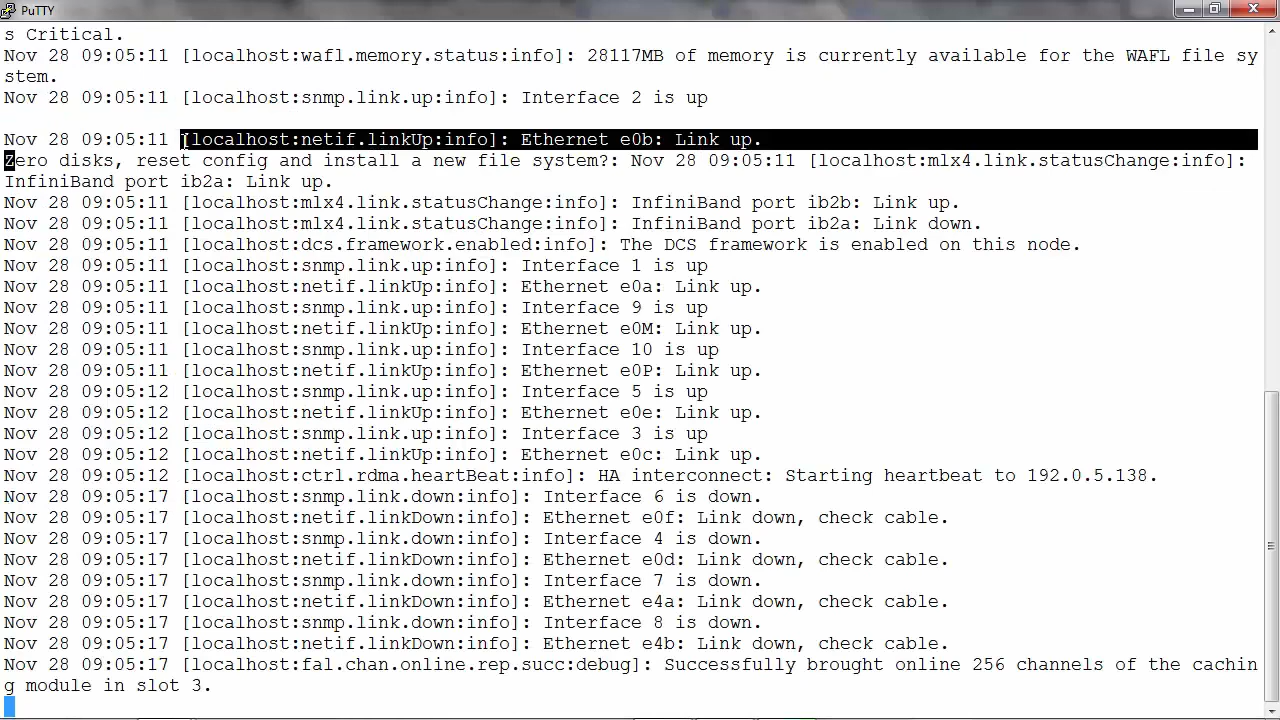 PuTTY
s Critical.
Nov 28 09:05:11 [localhost:wafl.memory.status:info]: 28117MB of memory is currently available for the WAFL file sy
stem.
Nov 28 09:05:11 [localhost:snmp.link.up:info]: Interface 2 is up
Nov 28 09:05:11 [localhost:netif.linkUp:info]: Ethernet e0b: Link up.
Zero disks, reset config and install a new file system?: Nov 28 09:05:11 [localhost:mlx4.link.statusChange:info]:
InfiniBand port ib2a: Link up.
Nov 28 09:05:11 [localhost:mlx4.link.statusChange:info]: InfiniBand port ib2b: Link up.
Nov 28 09:05:11 [localhost:mlx4.link.statusChange:info]: InfiniBand port ib2a: Link down.
Nov 28 09:05:11 [localhost:dcs.framework.enabled:info]: The DCS framework is enabled on this node.
Nov 28 09:05:11 [localhost:snmp.link.up:info]: Interface 1 is up
Nov 28 09:05:11 [localhost:netif.linkUp:info]: Ethernet e0a: Link up.
Nov 28 09:05:11 [localhost:snmp.link.up:info]: Interface 9 is up
Nov 28 09:05:11 [localhost:netif.linkUp:info]: Ethernet e0M: Link up.
Nov 28 09:05:11 [localhost:snmp.link.up:info]: Interface 10 is up
Nov 28 09:05:11 [localhost:netif.linkUp:info]: Ethernet e0P: Link up.
Nov 28 09:05:12 [localhost:snmp.link.up:info]: Interface 5 is up
Nov 28 09:05:12 [localhost:netif.linkUp:info]: Ethernet e0e: Link up.
Nov 28 09:05:12 [localhost:snmp.link.up:info]: Interface 3 is up
Nov 28 09:05:12 [localhost:netif.linkUp:info]: Ethernet e0c: Link up.
Nov 28 09:05:12 [localhost:ctrl.rdma.heartBeat:info]: HA interconnect: Starting heartbeat to 192.0.5.138.
Nov 28 09:05:17 [localhost:snmp.link.down:info]: Interface 6 is down.
Nov 28 09:05:17 [localhost:netif.linkDown:info]: Ethernet e0f: Link down, check cable.
Nov 28 09:05:17 [localhost:snmp.link.down:info]: Interface 4 is down.
Nov 28 09:05:17 [localhost:netif.linkDown:info]: Ethernet e0d: Link down, check cable.
Nov 28 09:05:17 [localhost:snmp.link.down:info]: Interface 7 is down.
Nov 28 09:05:17 [localhost:netif.linkDown:info]: Ethernet e4a: Link down, check cable.
Nov 28 09:05:17 [localhost:snmp.link.down:info]: Interface 8 is down.
Nov 28 09:05:17 [localhost:netif.linkDown:info]: Ethernet e4b: Link down, check cable.
Nov 28 09:05:17 [localhost:fal.chan.online.rep.succ:debug]: Successfully brought online 256 channels of the cachin
g module in slot 3.